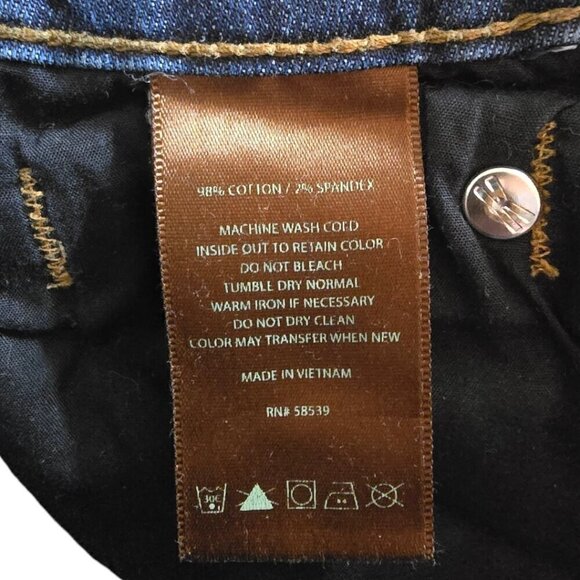 98% COTTON / 2% SPANDEX
MACHINE WASH COLD
INSIDE OUT TO RETAIN COLOR
DO NOT BLEACH
TUMBLE DRY NORMAL
WARM IRON IF NECESSARY
DO NOT DRY CLEAN
COLOR MAY TRANSFER WHEN NEW
MADE IN VIETNAM
RN# 58539
30C